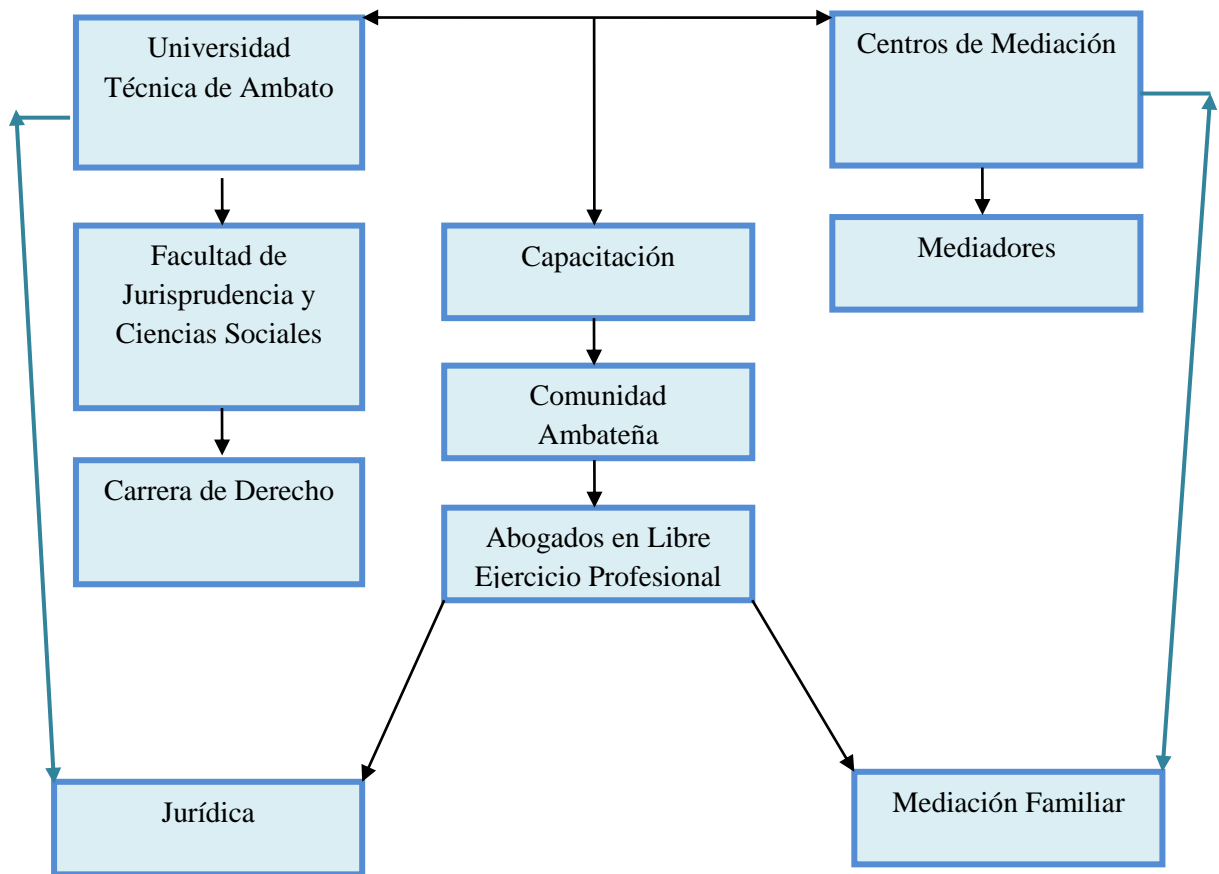 Universidad
Técnica de Ambato
Centros de Mediación
Facultad de
Jurisprudencia y
Ciencias Sociales
Capacitación
Mediadores
Comunidad
Ambateña
Carrera de Derecho
Abogados en Libre
Ejercicio Profesional
Jurídica
Mediación Familiar